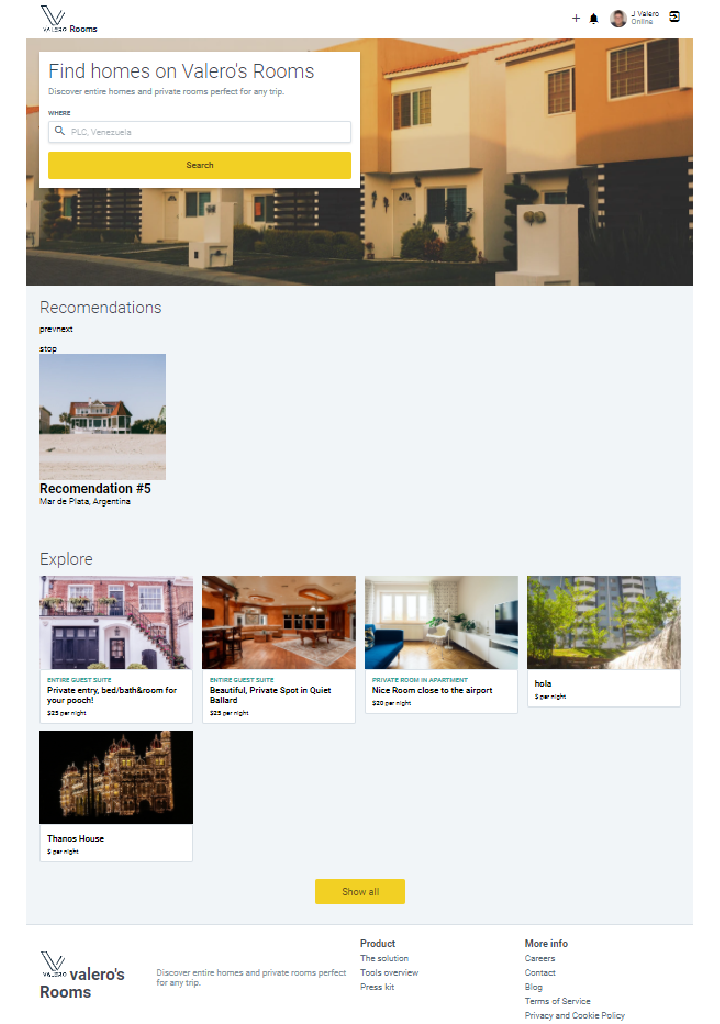 VALERO Rooms
J Valero
Online
Find homes on Valero's Rooms
Discover entire homes and private rooms perfect for any trip.
WHERE
PLC, Venezuela
Search
Recomendations
prevnext
stop
Recomendation #5
Mar de Plata, Argentina
Explore
ENTIRE GUEST SUITE
Private entry, bed/bath&room for
your pooch!
$25 per night
ENTIRE GUEST SUITE
Beautiful, Private Spot in Quiet
Ballard
$25 per night
PRIVATE ROOM IN APARTMENT
Nice Room close to the airport
$20 per night
hola
$ per night
Thanos House
$ per night
Show all
VALERO valero's
Rooms
Discover entire homes and private rooms perfect
for any trip.
Product
The solution
Tools overview
Press kit
More info
Careers
Contact
Blog
Terms of Service
Privacy and Cookie Policy